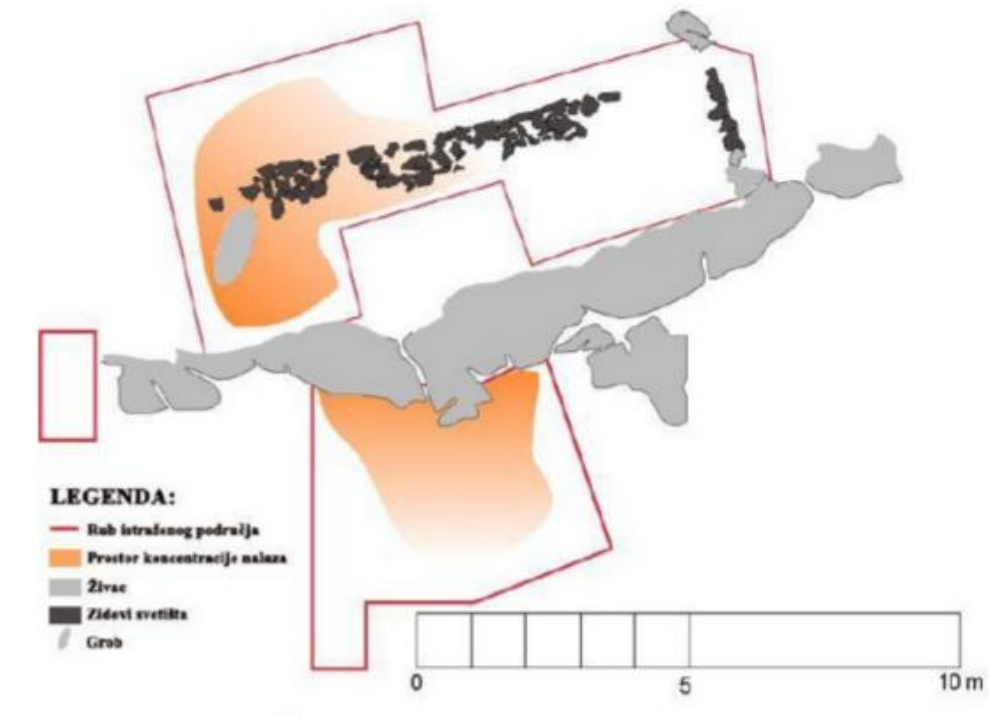 LEGENDA:
Rub istraženog područja
Prostor koncentracije nalaza
Živac
Zidovi svetišta
Grob
0 5 10 m